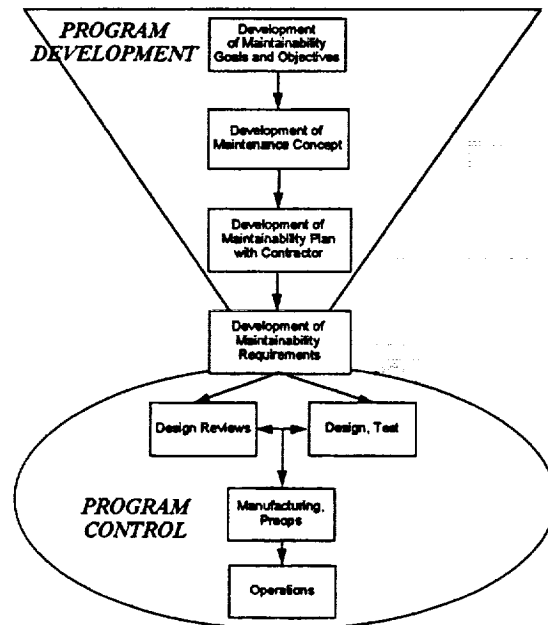 PROGRAM
DEVELOPMENT
Development
of Maintainability
Goals and Objectives
Development of
Maintenance Concept
Development of
Maintainability Plan
with Contractor
Development of
Maintainability
Requirements
Design Reviews
Design, Test
PROGRAM
CONTROL
Manufacturing,
Preops
Operations